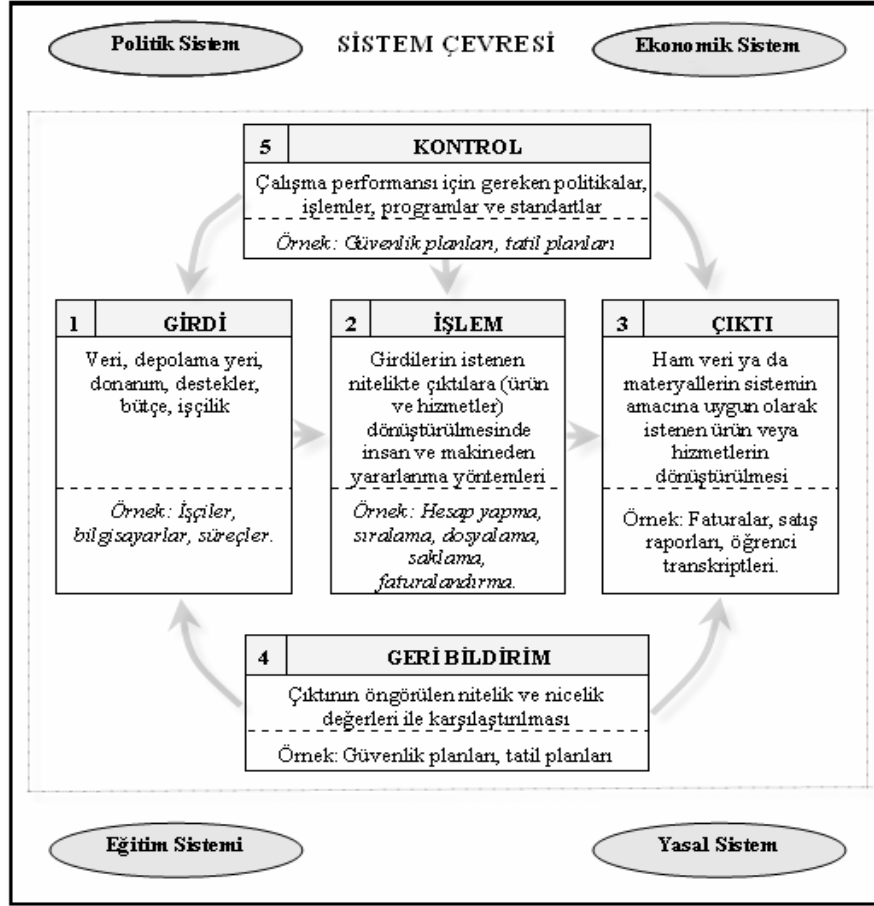 Politik Sistem
SİSTEM ÇEVRESİ
Ekonomik Sistem
5
KONTROL
Çalışma performansı için gereken politikalar,
işlemler, programlar ve standartlar
Örnek: Güvenlik planları, tatil planları
1
GİRDİ
Veri, depolama yeri,
donanım, destekler,
bütçe, işçilik
Örnek: İşçiler,
bilgisayarlar, süreçler.
2
İŞLEM
Girdilerin istenen
nitelikte çıktılara (ürün
ve hizmetler)
dönüştürülmesinde
insan ve makineden
yararlanma yöntemleri
Örnek: Hesap yapma,
sıralama, dosyalama,
saklama,
faturalandırma.
3
ÇIKTI
Ham veri ya da
materyallerin sistemin
amacına uygun olarak
istenen ürün veya
hizmetlerin
dönüştürülmesi
Örnek: Faturalar, satış
raporları, öğrenci
transkriptleri.
4
GERİ BİLDİRİM
Çıktının öngörülen nitelik ve nicelik
değerleri ile karşılaştırılması
Örnek: Güvenlik planları, tatil planları
Eğitim Sistemi
Yasal Sistem